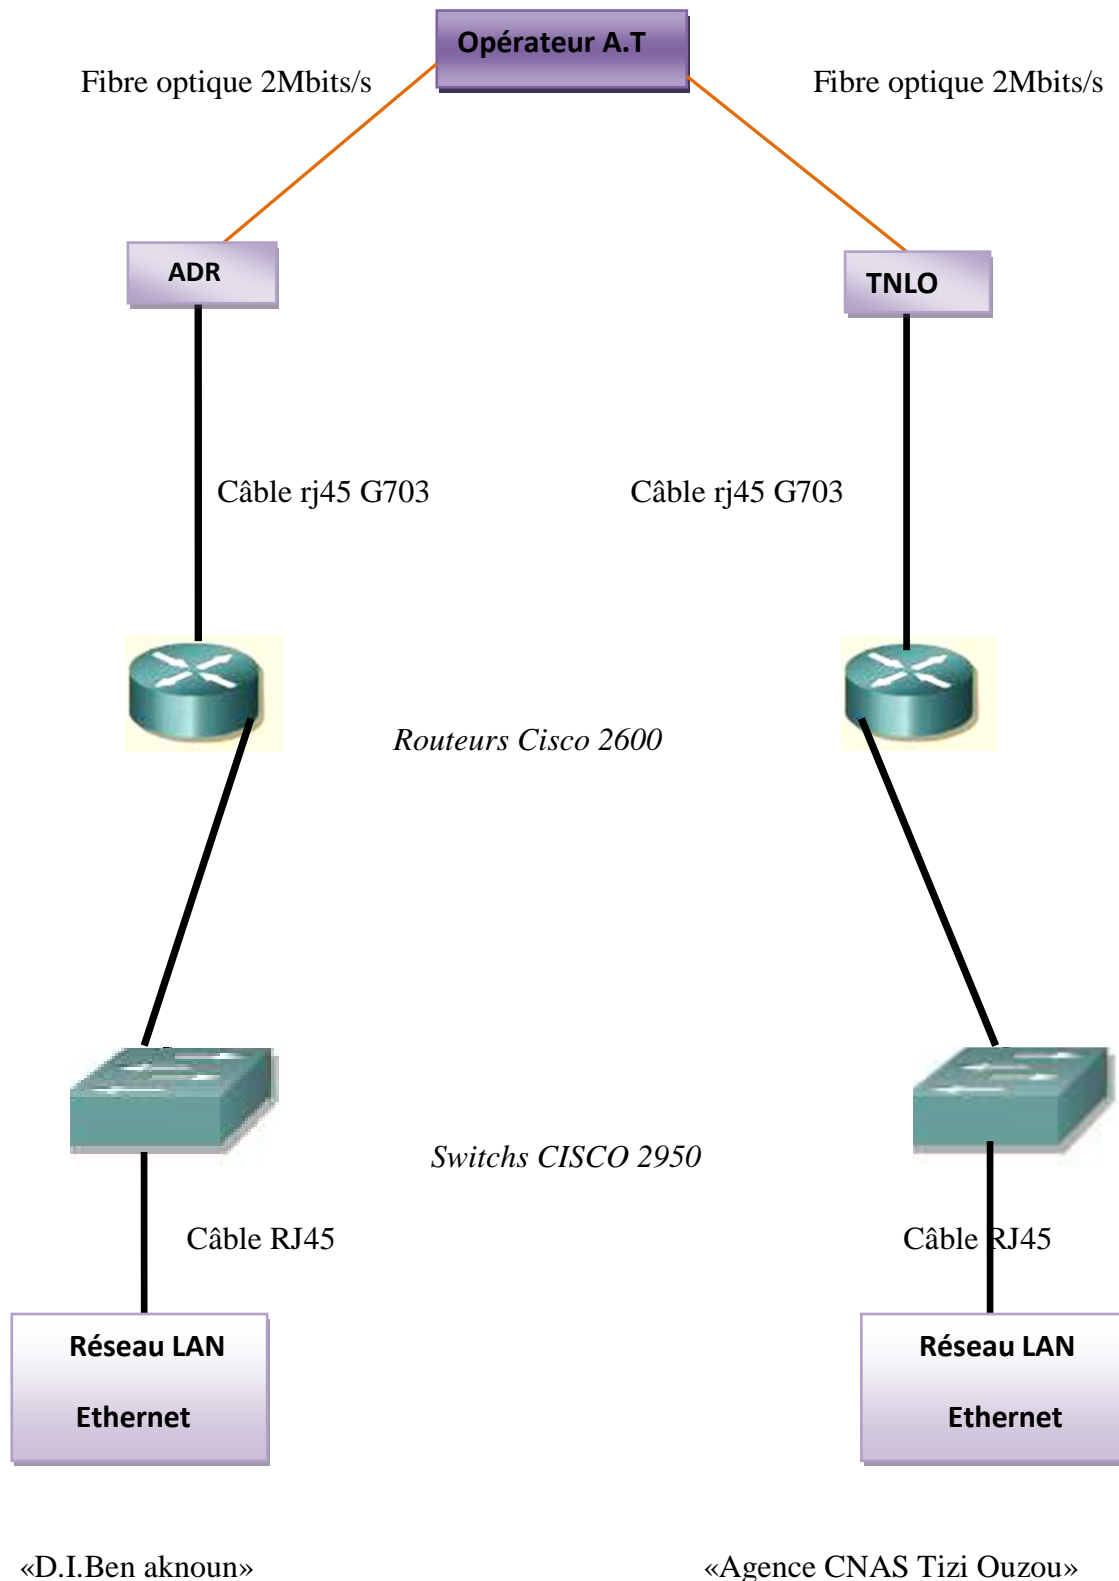 Opérateur A.T
Fibre optique 2Mbits/s
Fibre optique 2Mbits/s
ADR
TNLO
Câble rj45 G703
Câble rj45 G703
Routeurs Cisco 2600
Switchs CISCO 2950
Câble RJ45
Câble RJ45
Réseau LAN
Ethernet
Réseau LAN
Ethernet
«D.I.Ben aknoun»
«Agence CNAS Tizi Ouzou»